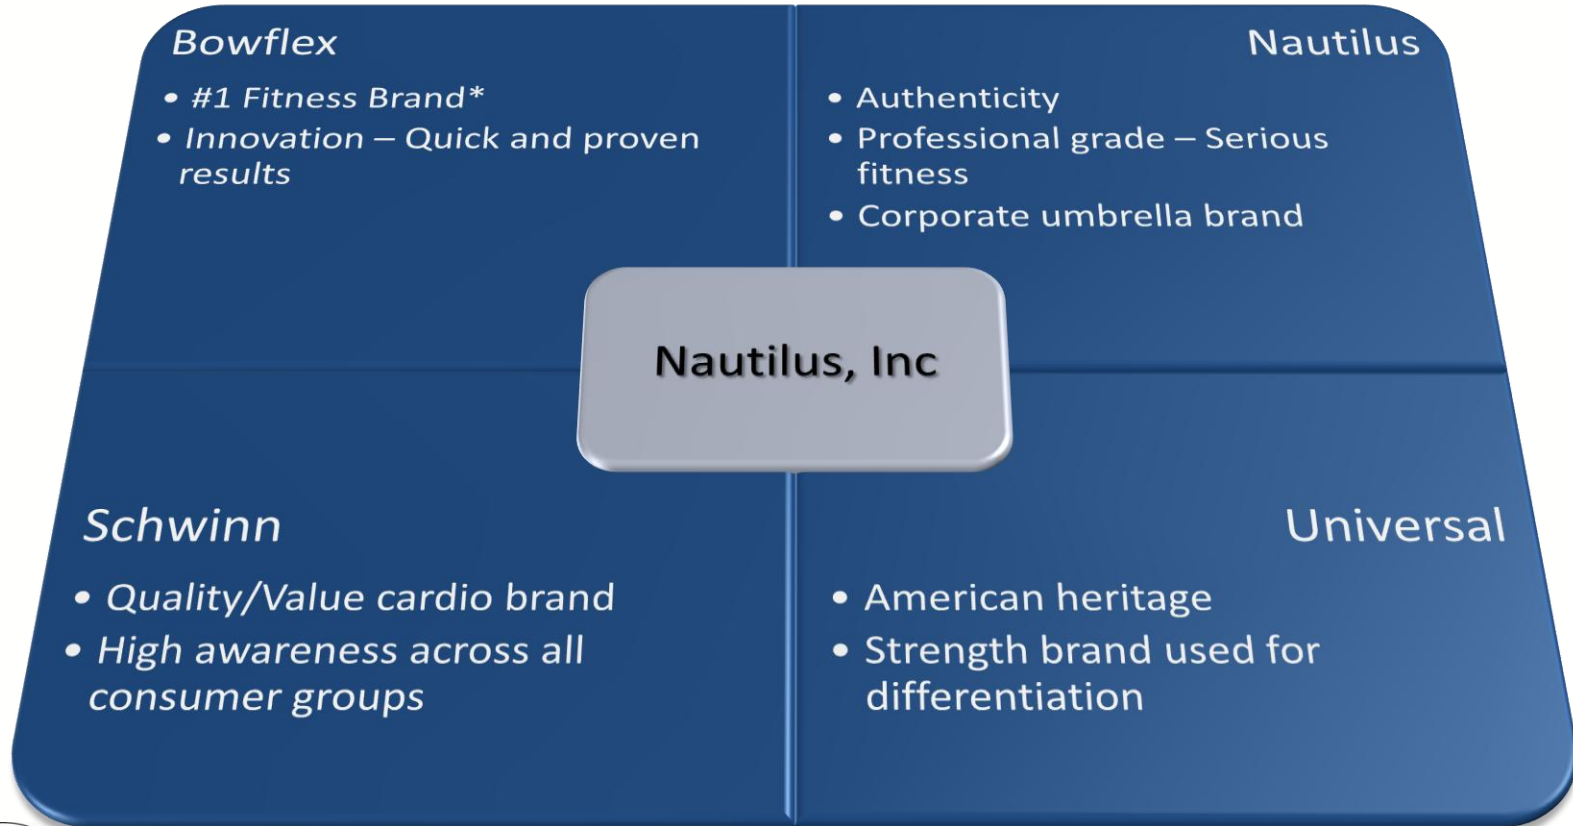 Bowflex
• #1 Fitness Brand*
• Innovation – Quick and proven
results
Nautilus
• Authenticity
• Professional grade – Serious
fitness
• Corporate umbrella brand
Nautilus, Inc
Schwinn
• Quality/Value cardio brand
• High awareness across all
consumer groups
Universal
• American heritage
• Strength brand used for
differentiation